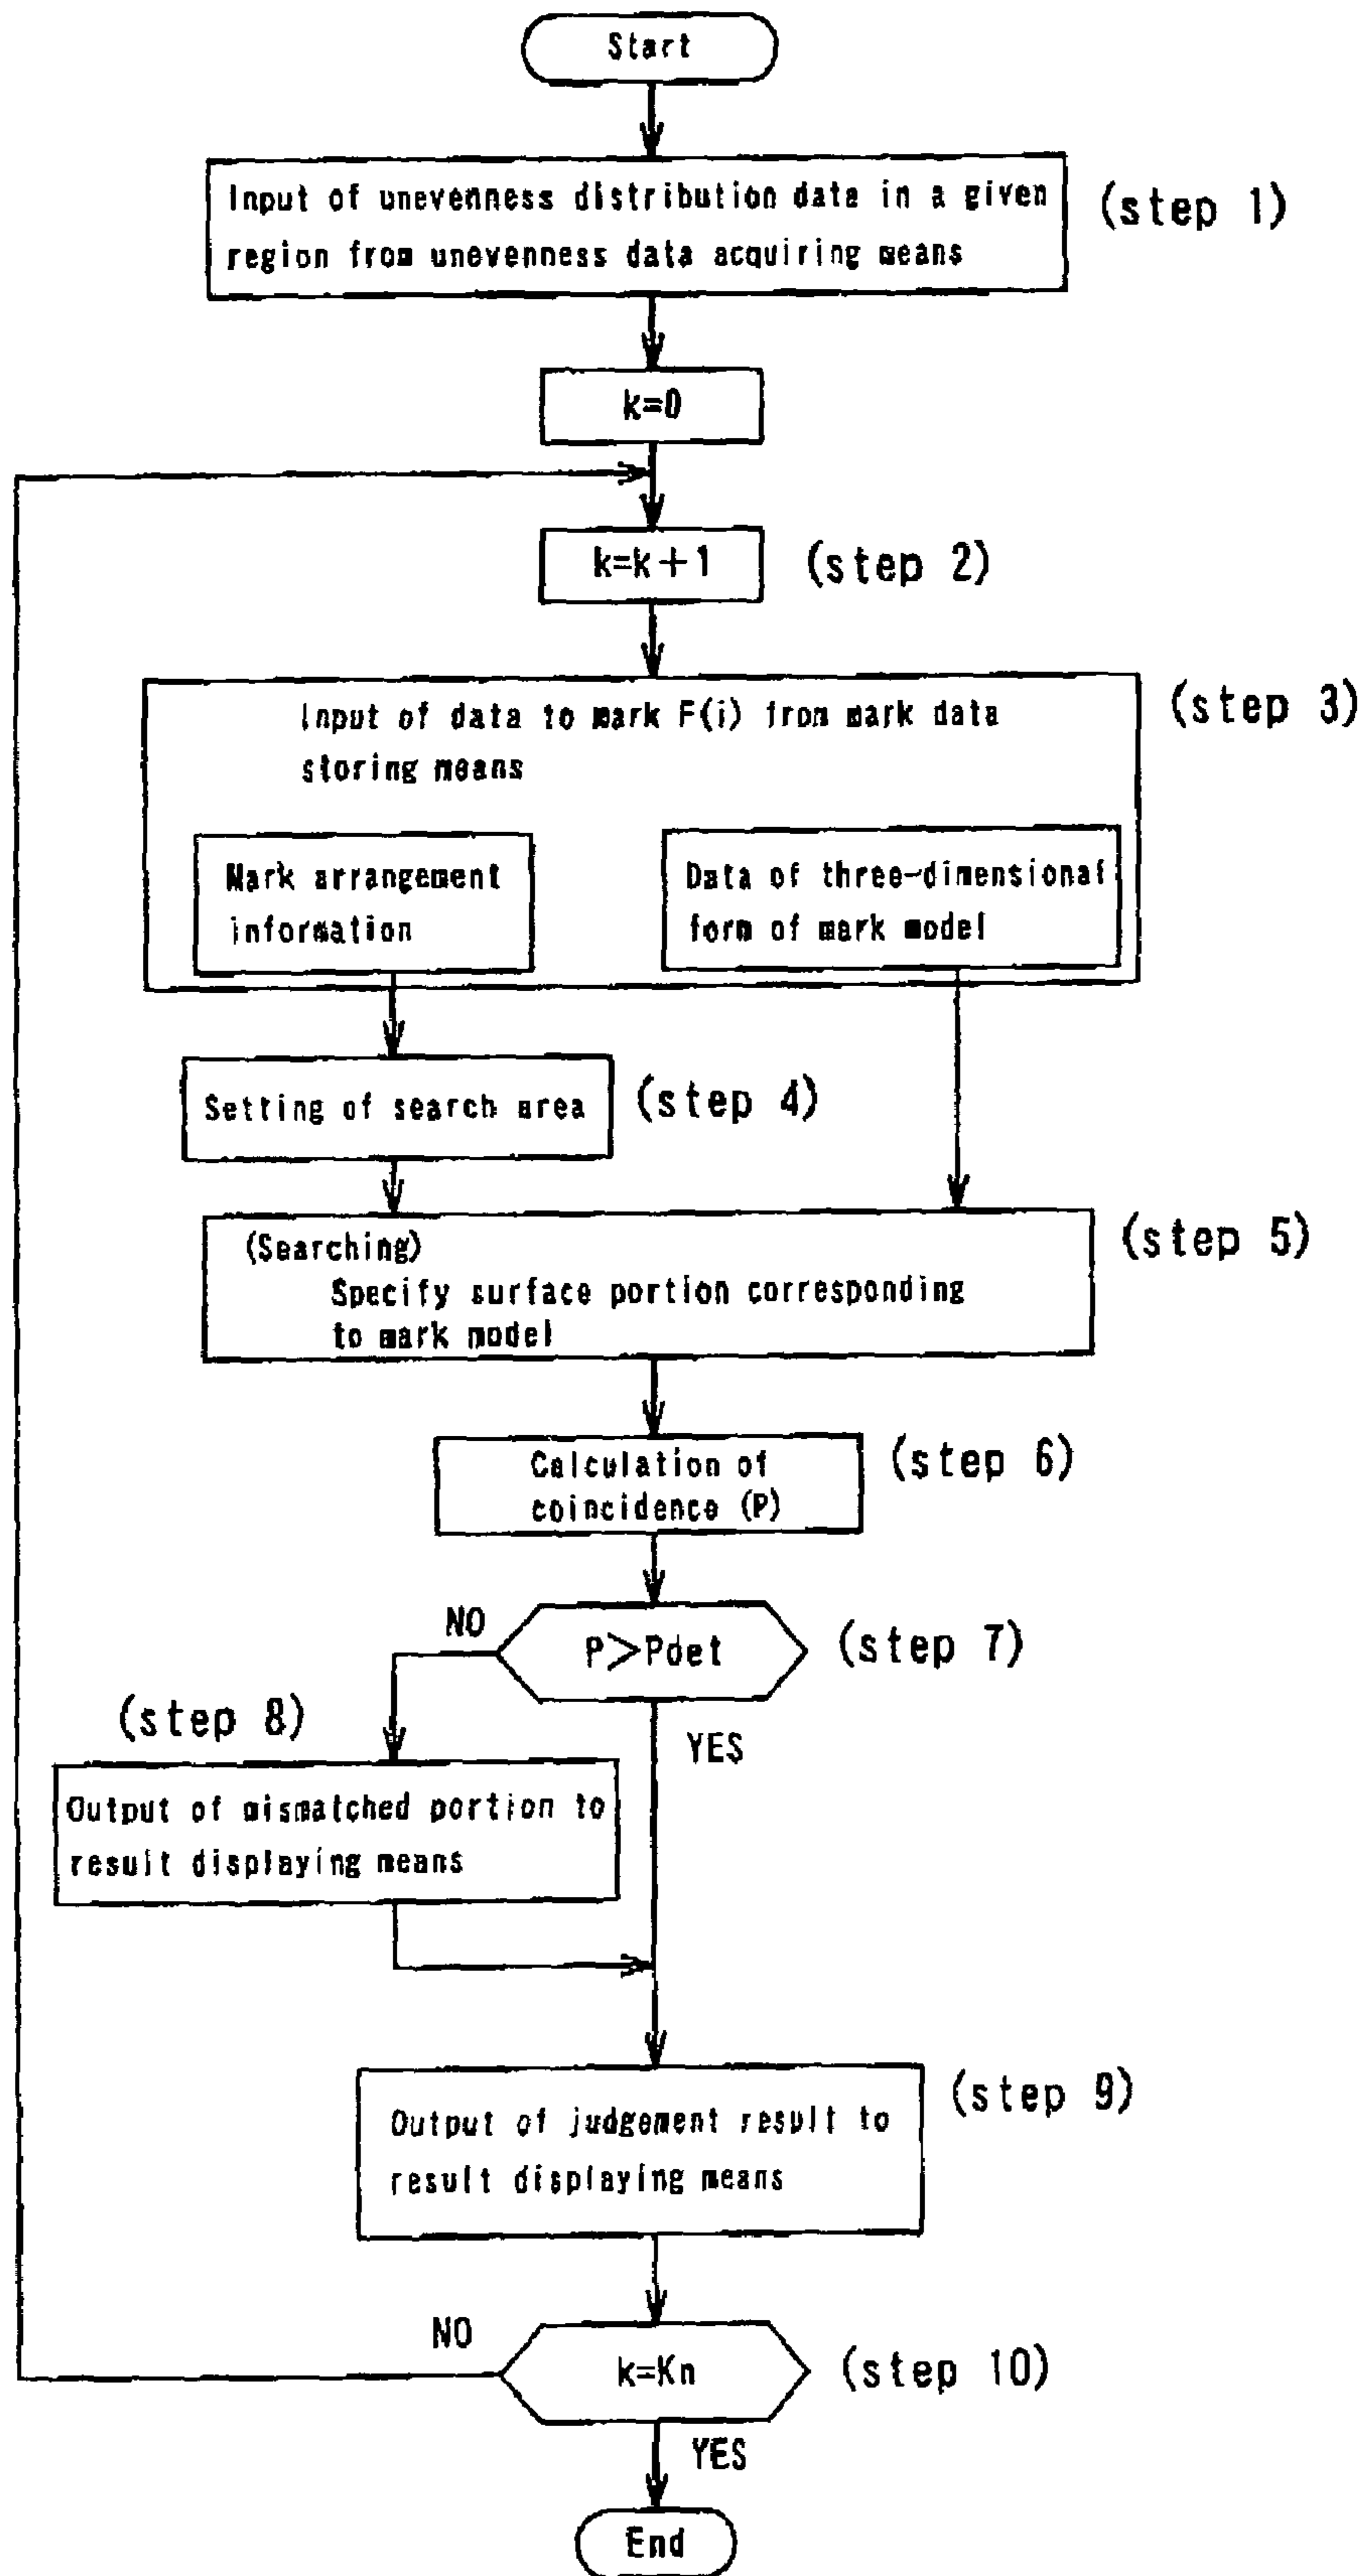 Start
Input of unevenness distribution data in a given
region from unevenness data acquiring means
(step 1)
k=0
k=k+1
(step 2)
Input of data to mark F(i) from mark data
storing means
(step 3)
Mark arrangement
information
Data of three-dimensional
form of mark model
Setting of search area
(step 4)
(Searching)
Specify surface portion corresponding
to mark model
(step 5)
Calculation of
coincidence (P)
(step 6)
NO
P>Pdet
(step 7)
YES
(step 8)
Output of mismatched portion to
result displaying means
Output of judgement result to
result displaying means
(step 9)
NO
k=Kn
(step 10)
YES
End